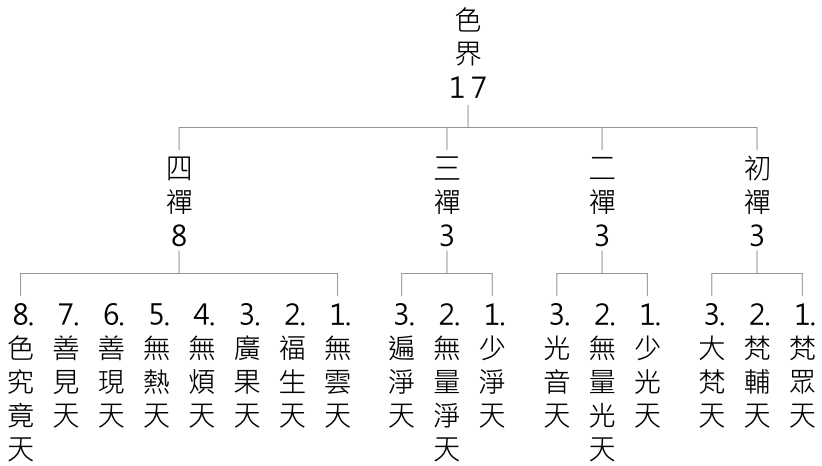 色界17
初禪3
1.梵眾天
2.梵輔天
3.大梵天
二禪3
1.少光天
2.無量光天
3.光音天
三禪3
1.少淨天
2.無量淨天
3.遍淨天
四禪8
1.無雲天
2.福生天
3.廣果天
4.無煩天
5.無熱天
6.善現天
7.善見天
8.色究竟天